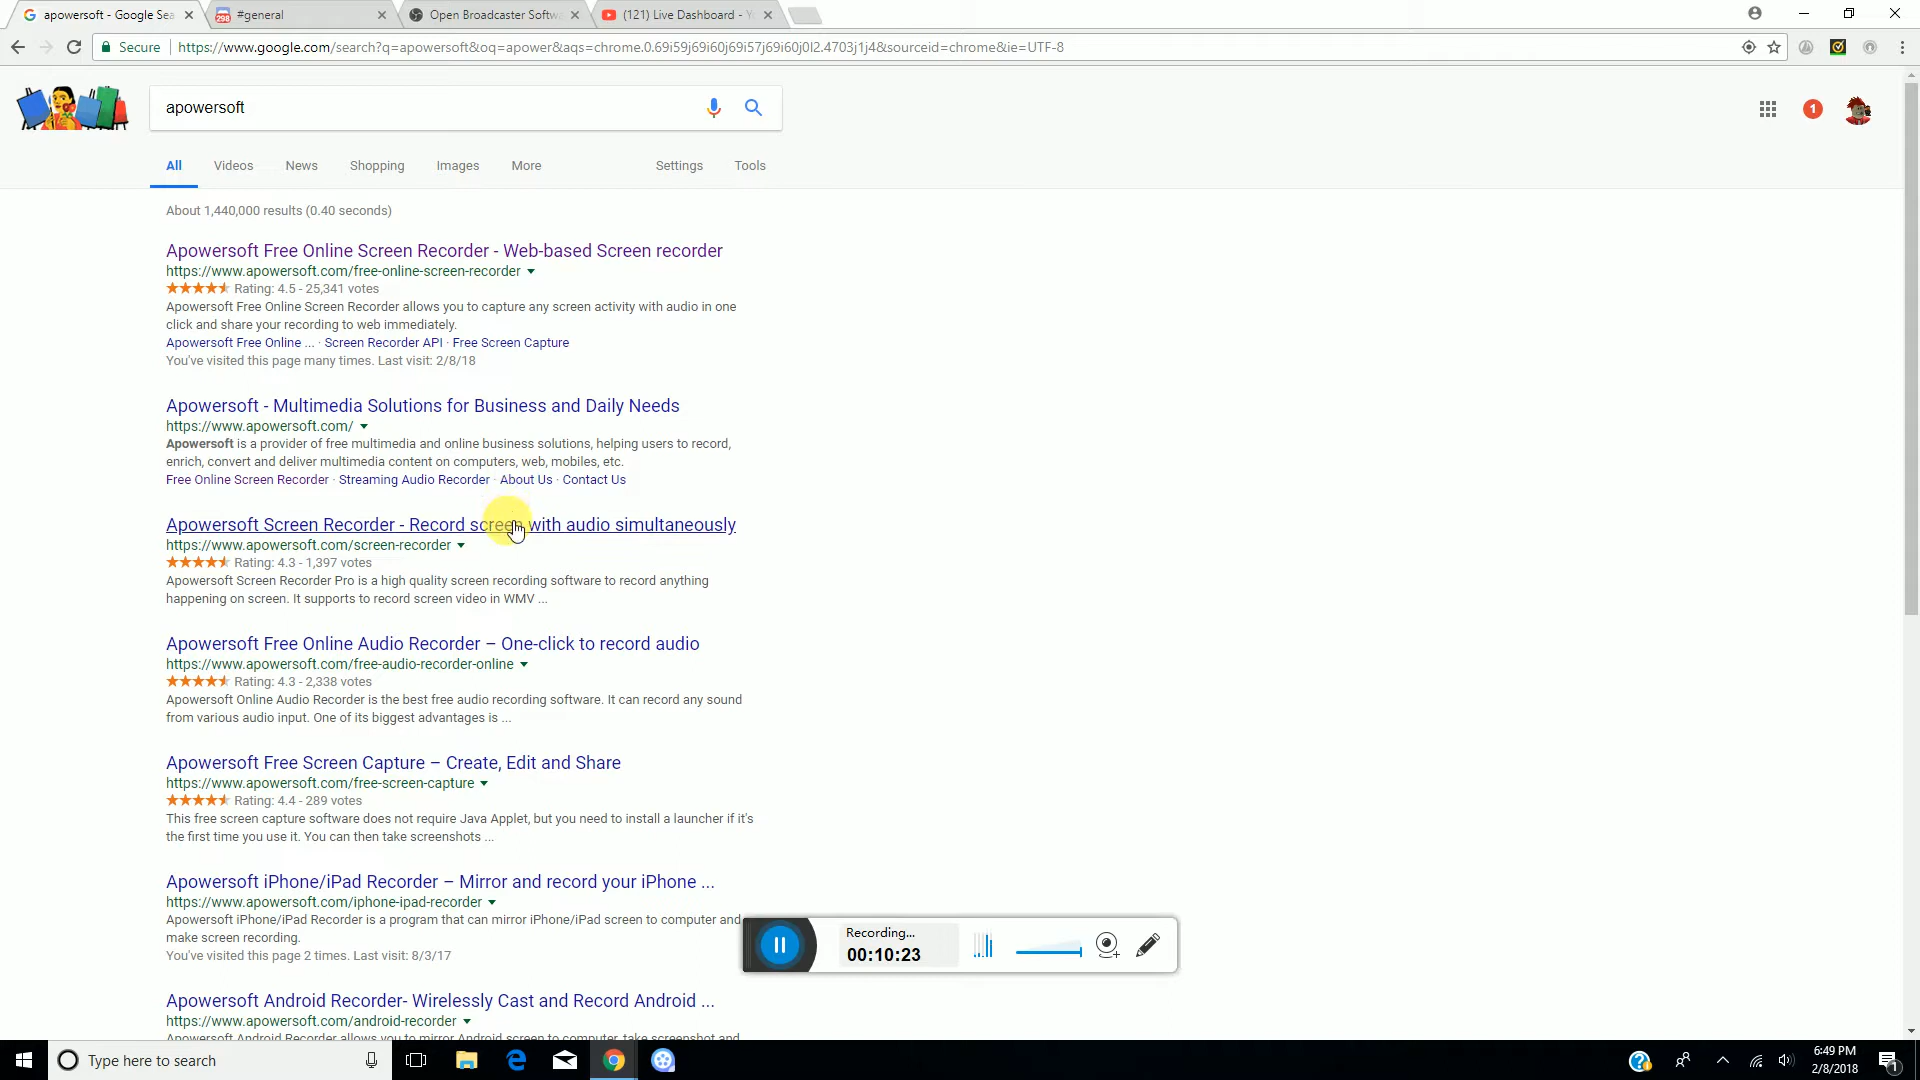 apowersoft - Google Sea
298
#general
Open Broadcaster Softw
(121) Live Dashboard - Y
Secure
https://www.google.com/search?q=apowersoft&oq=apower&aqs=chrome.0.69i59j69i60j69i57j69i60j0l2.4703j1j4&sourceid=chrome&ie=UTF-8
apowersoft
1
All
Videos
News
Shopping
Images
More
Settings
Tools
About 1,440,000 results (0.40 seconds)
Apowersoft Free Online Screen Recorder - Web-based Screen recorder
https://www.apowersoft.com/free-online-screen-recorder
Rating: 4.5 - 25,341 votes
Apowersoft Free Online Screen Recorder allows you to capture any screen activity with audio in one
click and share your recording to web immediately.
Apowersoft Free Online ... · Screen Recorder API · Free Screen Capture
You've visited this page many times. Last visit: 2/8/18
Apowersoft - Multimedia Solutions for Business and Daily Needs
https://www.apowersoft.com/
Apowersoft is a provider of free multimedia and online business solutions, helping users to record,
enrich, convert and deliver multimedia content on computers, web, mobiles, etc.
Free Online Screen Recorder · Streaming Audio Recorder · About Us · Contact Us
Apowersoft Screen Recorder - Record screen with audio simultaneously
https://www.apowersoft.com/screen-recorder
Rating: 4.3 - 1,397 votes
Apowersoft Screen Recorder Pro is a high quality screen recording software to record anything
happening on screen. It supports to record screen video in WMV ...
Apowersoft Free Online Audio Recorder – One-click to record audio
https://www.apowersoft.com/free-audio-recorder-online
Rating: 4.3 - 2,338 votes
Apowersoft Online Audio Recorder is the best free audio recording software. It can record any sound
from various audio input. One of its biggest advantages is ...
Apowersoft Free Screen Capture – Create, Edit and Share
https://www.apowersoft.com/free-screen-capture
Rating: 4.4 - 289 votes
This free screen capture software does not require Java Applet, but you need to install a launcher if it's
the first time you use it. You can then take screenshots ...
Apowersoft iPhone/iPad Recorder – Mirror and record your iPhone ...
https://www.apowersoft.com/iphone-ipad-recorder
Apowersoft iPhone/iPad Recorder is a program that can mirror iPhone/iPad screen to computer and
make screen recording.
You've visited this page 2 times. Last visit: 8/3/17
Recording...
00:10:23
Apowersoft Android Recorder- Wirelessly Cast and Record Android ...
https://www.apowersoft.com/android-recorder
Apowersoft Android Recorder allows you to mirror Android screen to computer, take screenshot and
Type here to search
6:49 PM
2/8/2018
1